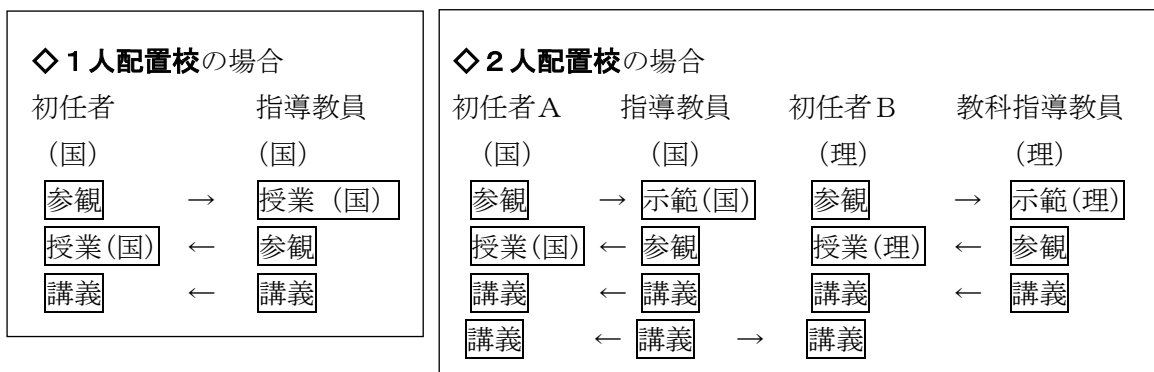 ◇1人配置校の場合
初任者 指導教員
(国) (国)
参観 → 授業(国)
授業(国) ← 参観
講義 ← 講義
◇2人配置校の場合
初任者A 指導教員 初任者B 教科指導教員
(国) (国) (理) (理)
参観 → 示範(国) 参観 → 示範(理)
授業(国) ← 参観 授業(理) ← 参観
講義 ← 講義 講義 ← 講義
講義 ← 講義 → 講義